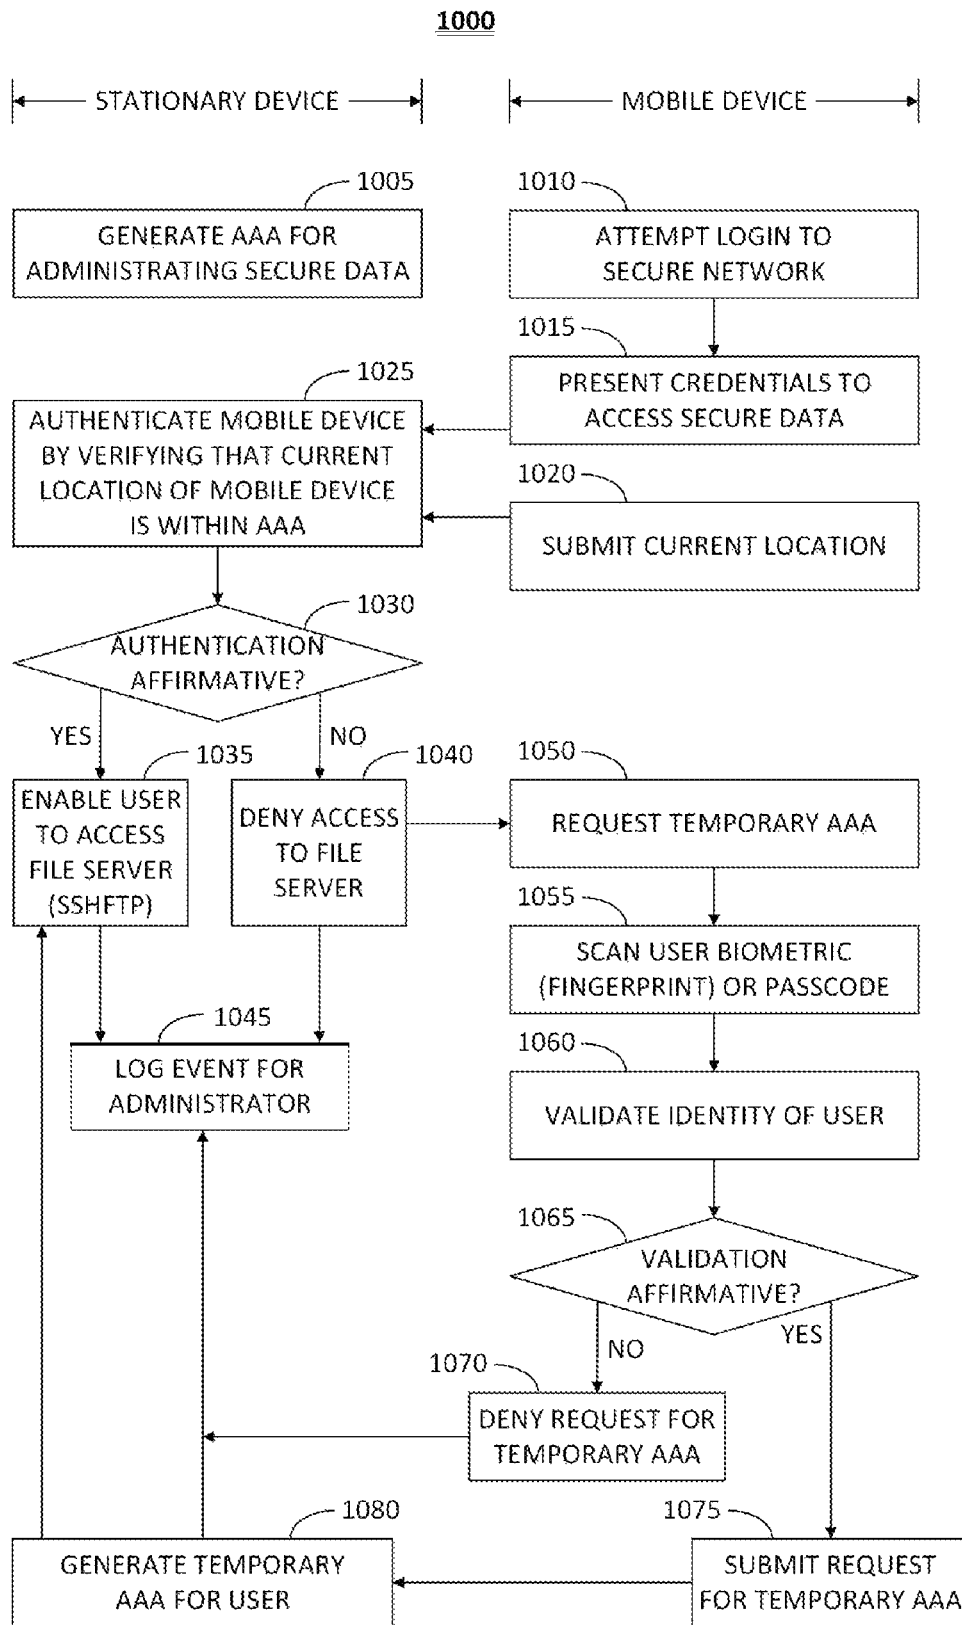 1000
STATIONARY DEVICE
MOBILE DEVICE
1005
GENERATE AAA FOR
ADMINISTRATING SECURE DATA
1010
ATTEMPT LOGIN TO
SECURE NETWORK
1015
PRESENT CREDENTIALS TO
ACCESS SECURE DATA
1025
AUTHENTICATE MOBILE DEVICE
BY VERIFYING THAT CURRENT
LOCATION OF MOBILE DEVICE
IS WITHIN AAA
1020
SUBMIT CURRENT LOCATION
1030
AUTHENTICATION
AFFIRMATIVE?
YES
NO
1035
ENABLE USER
TO ACCESS
FILE SERVER
(SSHFTP)
1040
DENY ACCESS
TO FILE
SERVER
1050
REQUEST TEMPORARY AAA
1055
SCAN USER BIOMETRIC
(FINGERPRINT) OR PASSCODE
1045
LOG EVENT FOR
ADMINISTRATOR
1060
VALIDATE IDENTITY OF USER
1065
VALIDATION
AFFIRMATIVE?
NO
YES
1070
DENY REQUEST FOR
TEMPORARY AAA
1080
GENERATE TEMPORARY
AAA FOR USER
1075
SUBMIT REQUEST
FOR TEMPORARY AAA